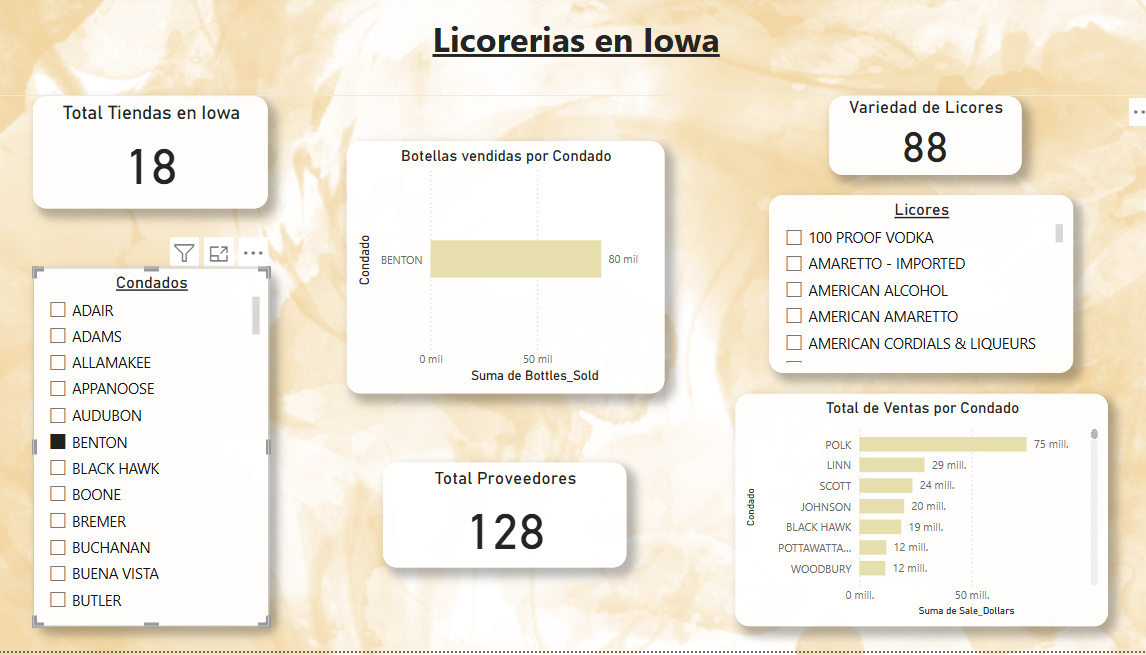 Licorerias en Iowa
Total Tiendas en Iowa
18
Condados
ADAIR
ADAMS
ALLAMAKEE
APPANOOSE
AUDUBON
BENTON
BLACK HAWK
BOONE
BREMER
BUCHANAN
BUENA VISTA
BUTLER
Botellas vendidas por Condado
Condado
BENTON
80 mil
0 mil
50 mil
Suma de Bottles_Sold
Total Proveedores
128
Variedad de Licores
88
Licores
100 PROOF VODKA
AMARETTO - IMPORTED
AMERICAN ALCOHOL
AMERICAN AMARETTO
AMERICAN CORDIALS & LIQUEURS
Total de Ventas por Condado
Condado
POLK 75 mill.
LINN 29 mill.
SCOTT 24 mill.
JOHNSON 20 mill.
BLACK HAWK 19 mill.
POTTAWATTA... 12 mill.
WOODBURY 12 mill.
0 mill. 50 mill.
Suma de Sale_Dollars